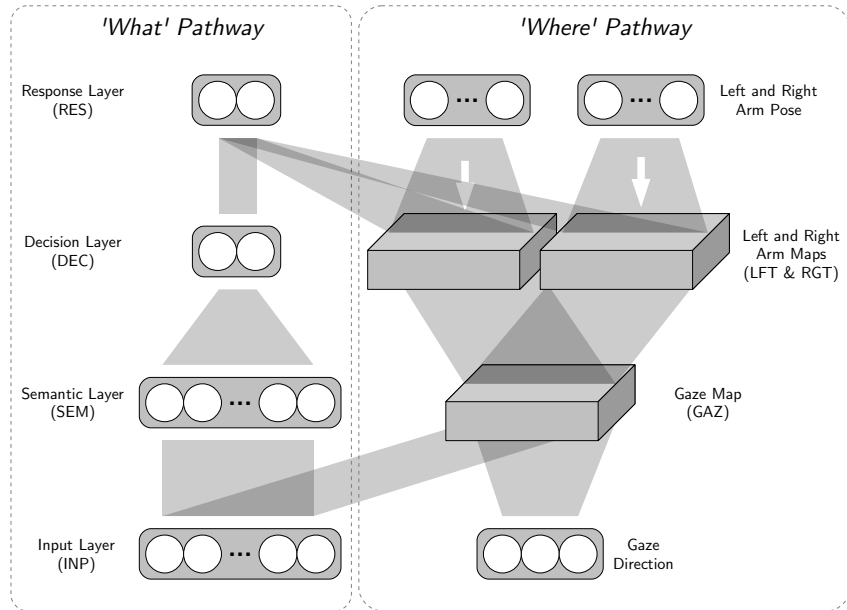 'What' Pathway
'Where' Pathway
Response Layer
(RES)
...
...
Left and Right
Arm Pose
Decision Layer
(DEC)
Left and Right
Arm Maps
(LFT & RGT)
Semantic Layer
(SEM)
...
Gaze Map
(GAZ)
Input Layer
(INP)
...
Gaze
Direction